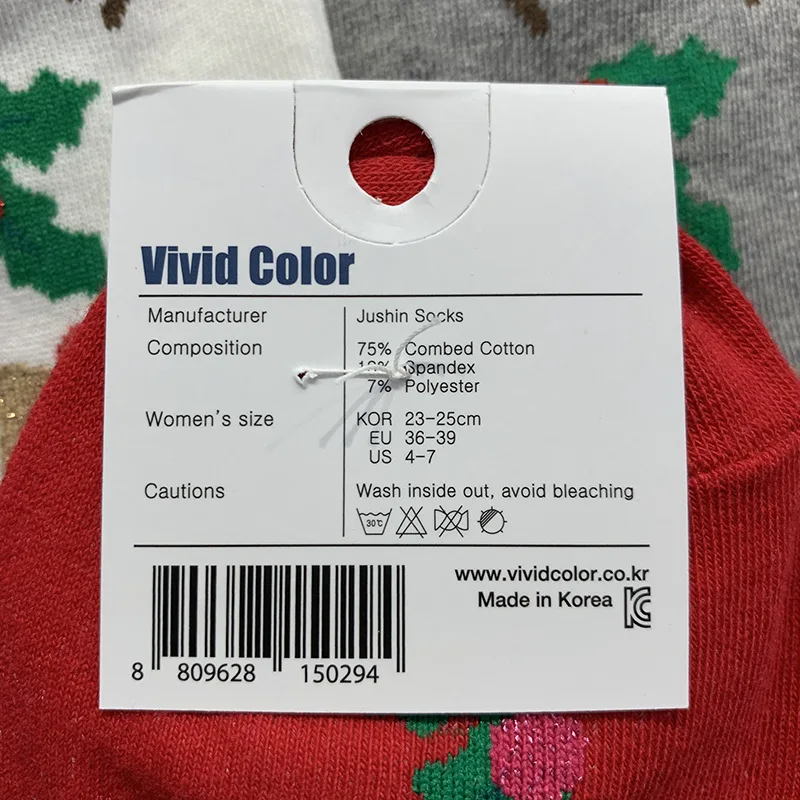 Vivid Color
Manufacturer Jushin Socks
Composition 75% Combed Cotton
Spandex
7% Polyester
Women's size KOR 23-25cm
EU 36-39
US 4-7
Cautions Wash inside out, avoid bleaching
30℃
www.vividcolor.co.kr
Made in Korea
8 809628 150294